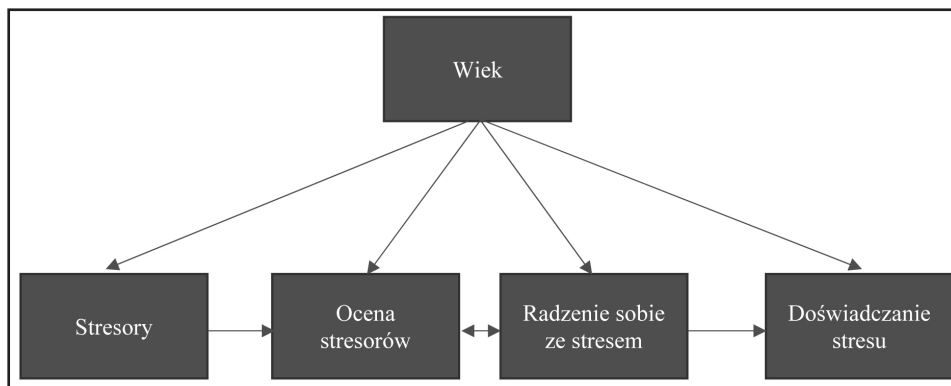 Wiek
Stresory
Ocena
stresorów
Radzenie sobie
ze stresem
Doświadczanie
stresu